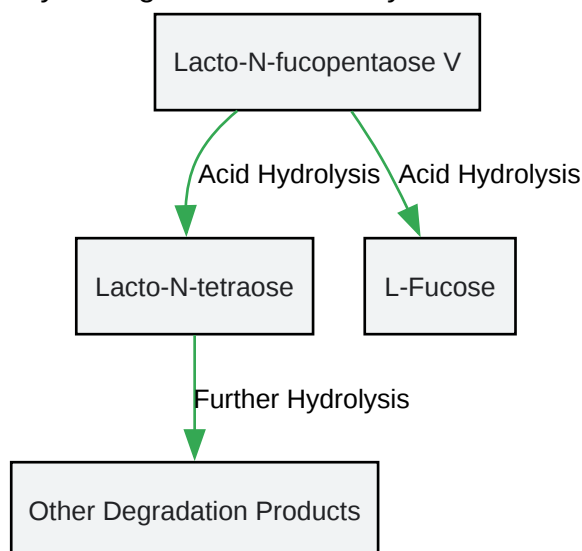 Lacto-N-fucopentaose V
Acid Hydrolysis Acid Hydrolysis
Lacto-N-tetraose L-Fucose
Further Hydrolysis
Other Degradation Products